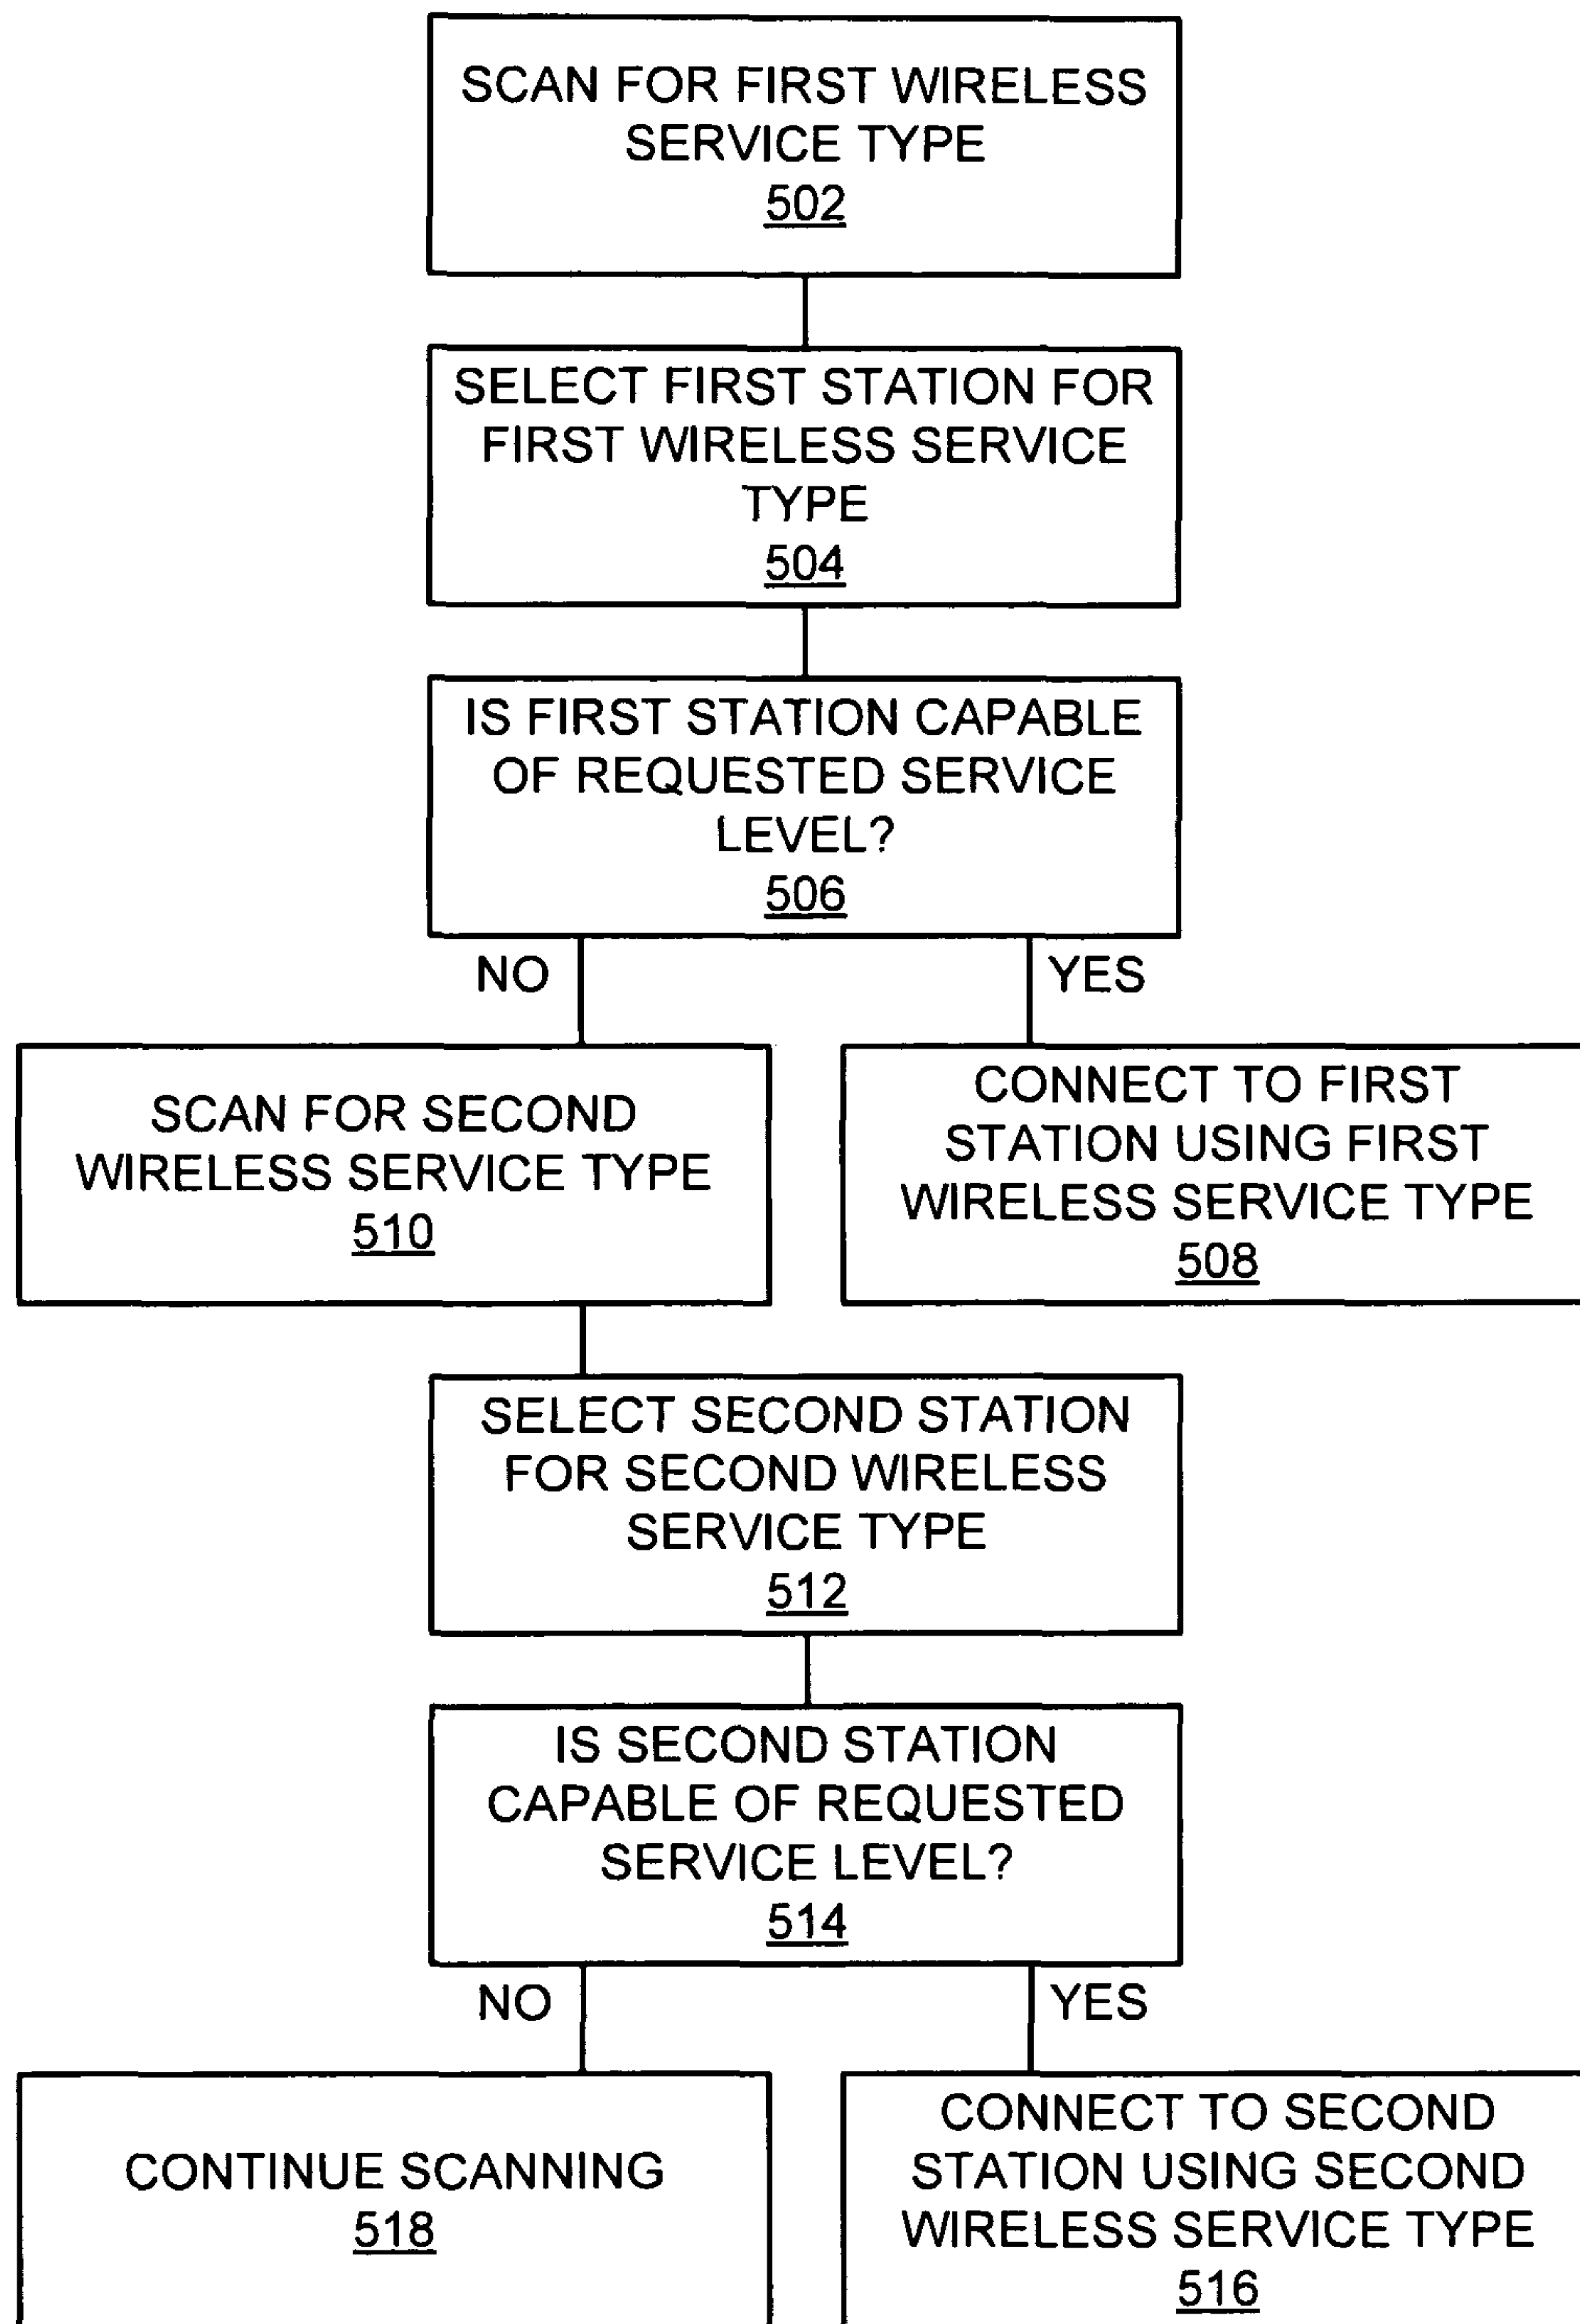 SCAN FOR FIRST WIRELESS
SERVICE TYPE
502
SELECT FIRST STATION FOR
FIRST WIRELESS SERVICE
TYPE
504
IS FIRST STATION CAPABLE
OF REQUESTED SERVICE
LEVEL?
506
NO
YES
SCAN FOR SECOND
WIRELESS SERVICE TYPE
510
CONNECT TO FIRST
STATION USING FIRST
WIRELESS SERVICE TYPE
508
SELECT SECOND STATION
FOR SECOND WIRELESS
SERVICE TYPE
512
IS SECOND STATION
CAPABLE OF REQUESTED
SERVICE LEVEL?
514
NO
YES
CONTINUE SCANNING
518
CONNECT TO SECOND
STATION USING SECOND
WIRELESS SERVICE TYPE
516